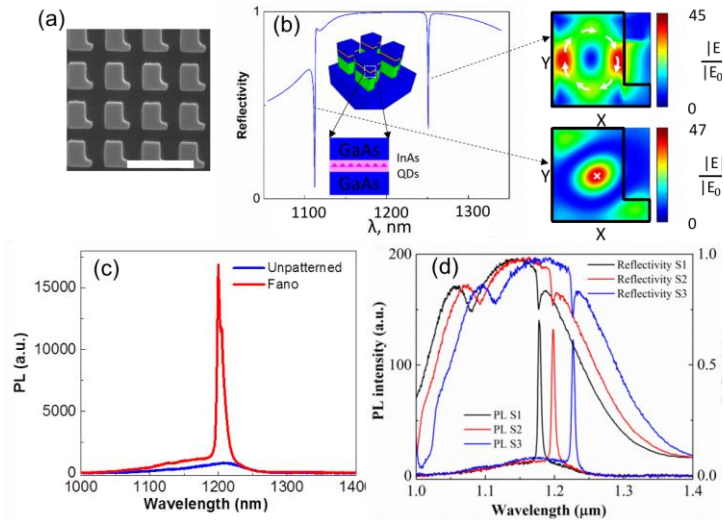 (a)
(b)
Reflectivity
1
0
1100
1200
1300
λ, nm
GaAs
InAs
QDs
GaAs
Y
X
45
|E|
|E₀|
0
Y
X
47
|E|
|E₀|
0
(c)
Unpatterned
Fano
PL (a.u.)
15000
10000
5000
0
1000
1100
1200
1300
1400
Wavelength (nm)
(d)
Reflectivity S1
Reflectivity S2
Reflectivity S3
PL S1
PL S2
PL S3
PL intensity (a.u.)
200
100
0
1.0
0.5
0.0
1.0
1.1
1.2
1.3
1.4
Wavelength (μm)